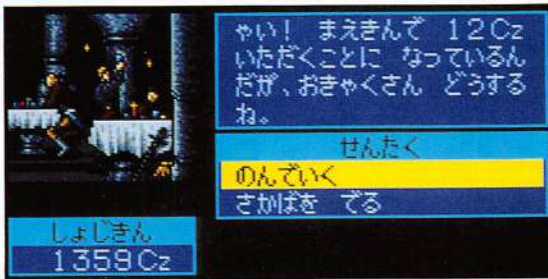 ゃい！ まえきんで 12Cz
いただくことに なっているん
だが、おきゃくさん どうする
ね。
せんたく
のんでいく
さかばを でる
しょじきん
1359Cz